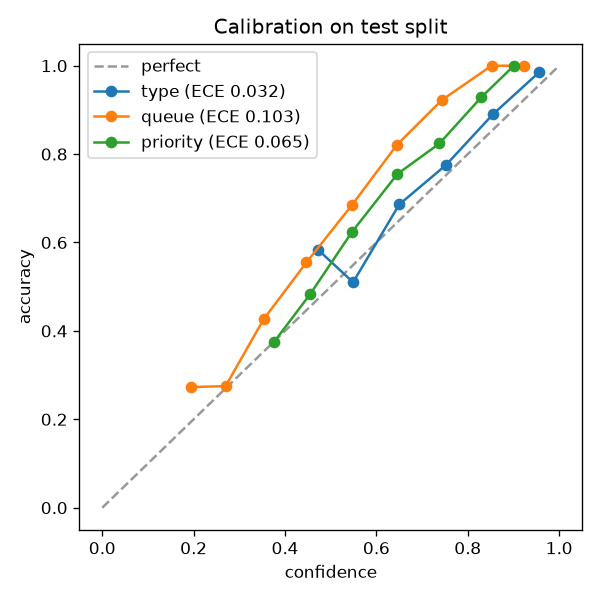 Calibration on test split
perfect
type (ECE 0.032)
queue (ECE 0.103)
priority (ECE 0.065)
1.0
0.8
0.6
0.4
0.2
0.0
accuracy
0.0 0.2 0.4 0.6 0.8 1.0
confidence